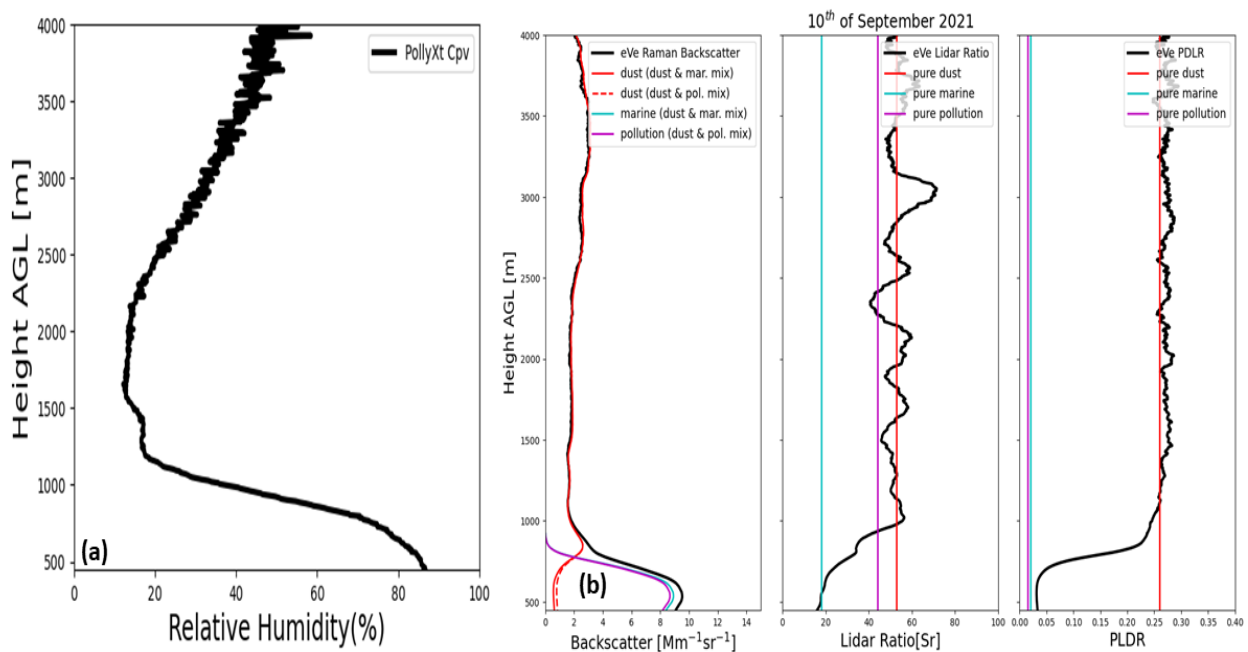 4000
3500
3000
2500
2000
1500
1000
500
Height AGL [m]
PollyXt Cpv
(a)
0 20 40 60 80 100
Relative Humidity(%)
10th of September 2021
4000
3500
3000
2500
2000
1500
1000
500
Height AGL [m]
eVe Raman Backscatter
dust (dust & mar. mix)
dust (dust & pol. mix)
marine (dust & mar. mix)
pollution (dust & pol. mix)
(b)
0 2 4 6 8 10 12 14
Backscatter [Mm⁻¹sr⁻¹]
eVe Lidar Ratio
pure dust
pure marine
pure pollution
0 20 40 60 80 100
Lidar Ratio[Sr]
eVe PDLR
pure dust
pure marine
pure pollution
0.00 0.05 0.10 0.15 0.20 0.25 0.30 0.35 0.40
PLDR